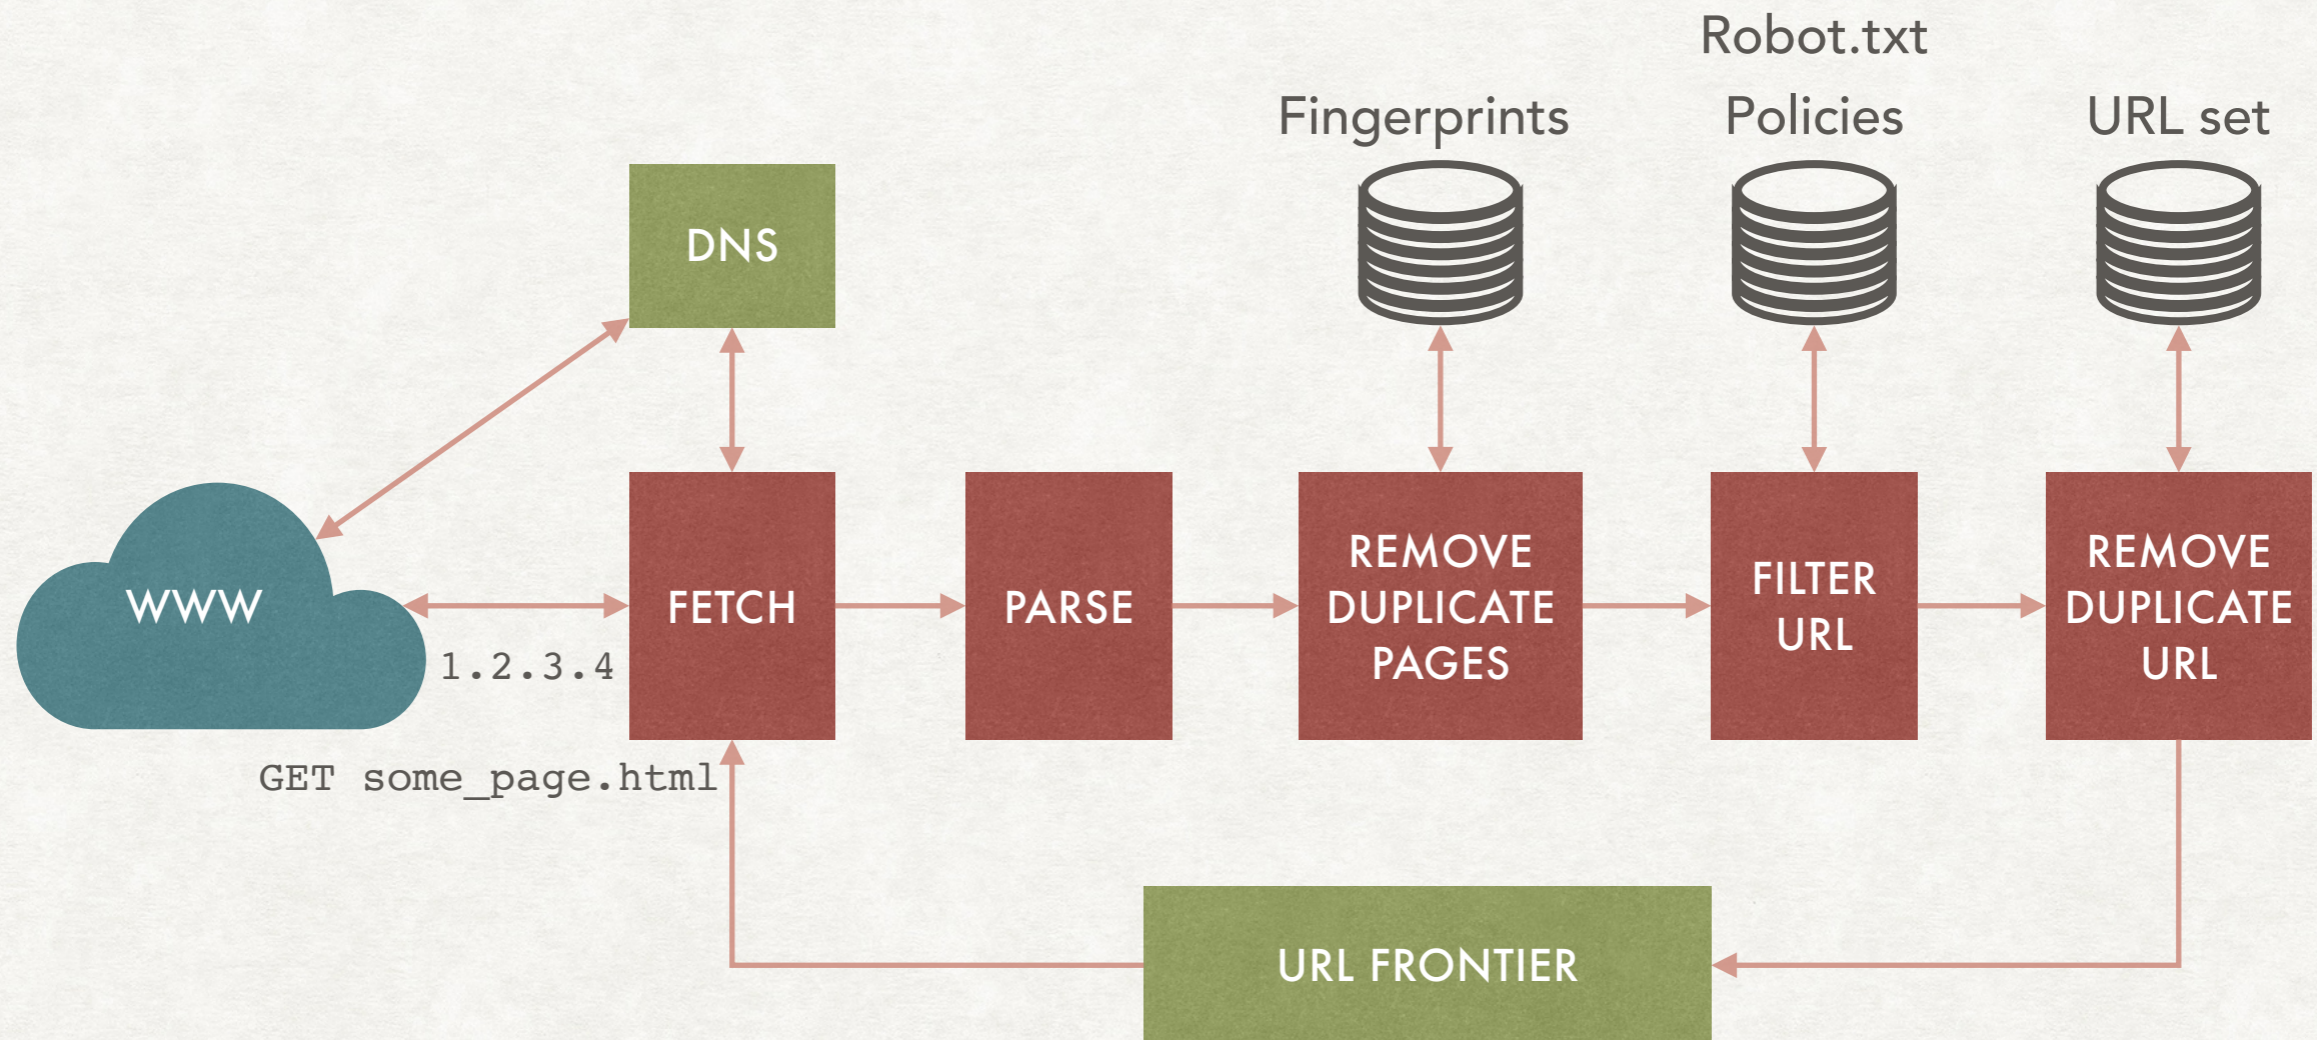 Robot.txt
Fingerprints
Policies
URL set
DNS
WWW
1.2.3.4
GET some_page.html
FETCH
PARSE
REMOVE
DUPLICATE
PAGES
FILTER
URL
REMOVE
DUPLICATE
URL
URL FRONTIER